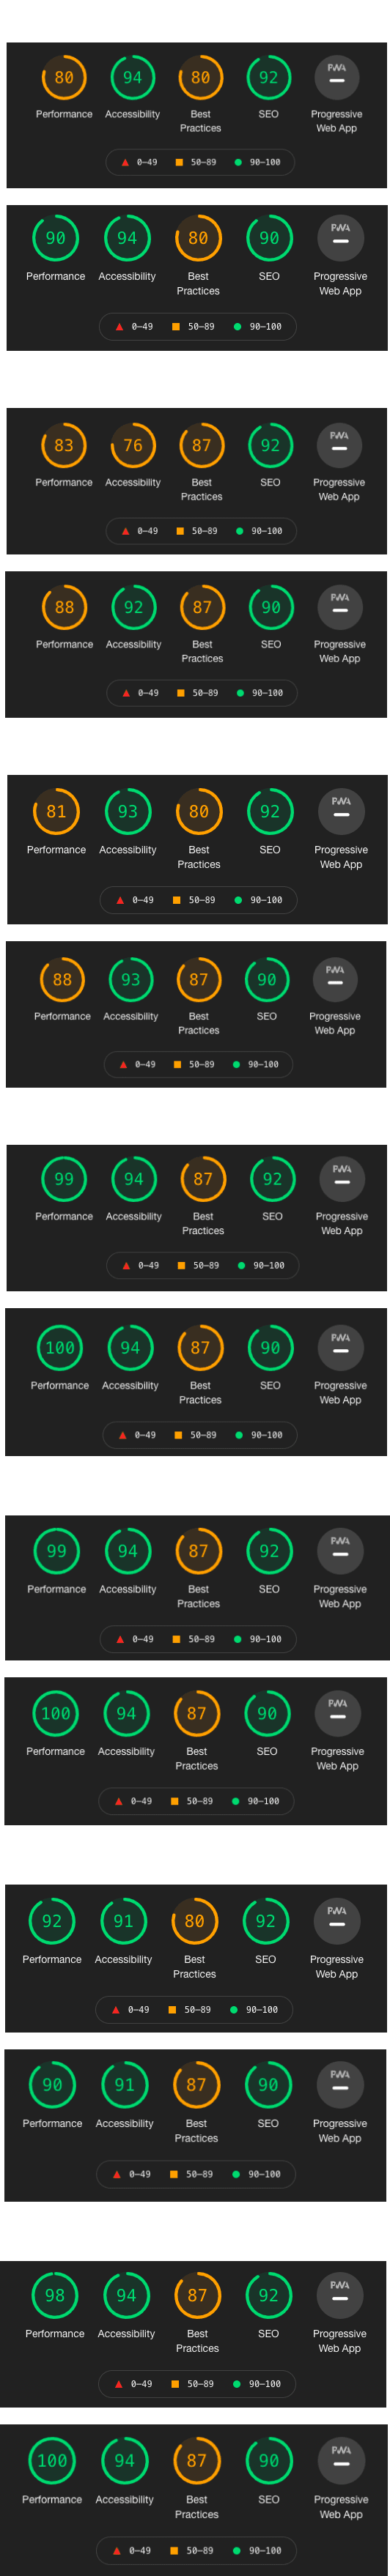 80 94 80 92 PWA
Performance Accessibility Best Practices SEO Progressive Web App
0–49 50–89 90–100
90 94 80 90 PWA
Performance Accessibility Best Practices SEO Progressive Web App
0–49 50–89 90–100
83 76 87 92 PWA
Performance Accessibility Best Practices SEO Progressive Web App
0–49 50–89 90–100
88 92 87 90 PWA
Performance Accessibility Best Practices SEO Progressive Web App
0–49 50–89 90–100
81 93 80 92 PWA
Performance Accessibility Best Practices SEO Progressive Web App
0–49 50–89 90–100
88 93 87 90 PWA
Performance Accessibility Best Practices SEO Progressive Web App
0–49 50–89 90–100
99 94 87 92 PWA
Performance Accessibility Best Practices SEO Progressive Web App
0–49 50–89 90–100
100 94 87 90 PWA
Performance Accessibility Best Practices SEO Progressive Web App
0–49 50–89 90–100
99 94 87 92 PWA
Performance Accessibility Best Practices SEO Progressive Web App
0–49 50–89 90–100
100 94 87 90 PWA
Performance Accessibility Best Practices SEO Progressive Web App
0–49 50–89 90–100
92 91 80 92 PWA
Performance Accessibility Best Practices SEO Progressive Web App
0–49 50–89 90–100
90 91 87 90 PWA
Performance Accessibility Best Practices SEO Progressive Web App
0–49 50–89 90–100
98 94 87 92 PWA
Performance Accessibility Best Practices SEO Progressive Web App
0–49 50–89 90–100
100 94 87 90 PWA
Performance Accessibility Best Practices SEO Progressive Web App
0–49 50–89 90–100